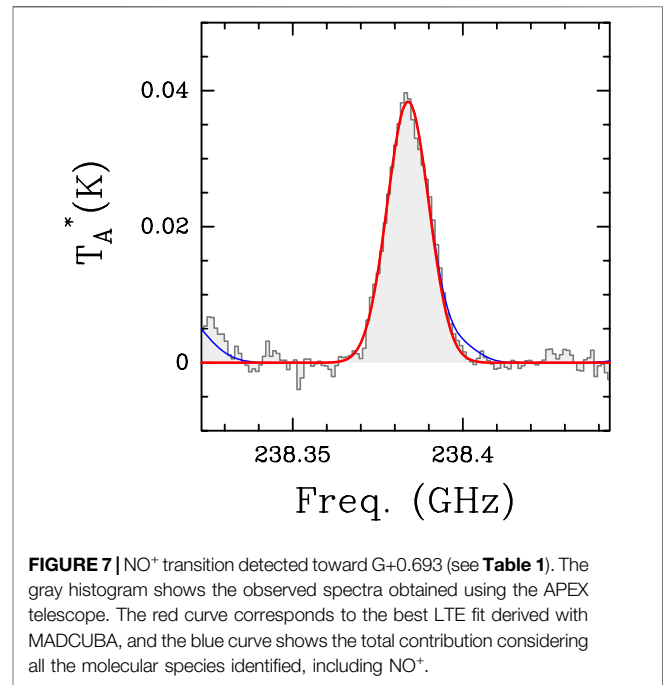 0.04
0.02
0
T_A^* (K)
238.35
238.4
Freq. (GHz)
FIGURE 7 | NO⁺ transition detected toward G+0.693 (see Table 1). The
gray histogram shows the observed spectra obtained using the APEX
telescope. The red curve corresponds to the best LTE fit derived with
MADCUBA, and the blue curve shows the total contribution considering
all the molecular species identified, including NO⁺.